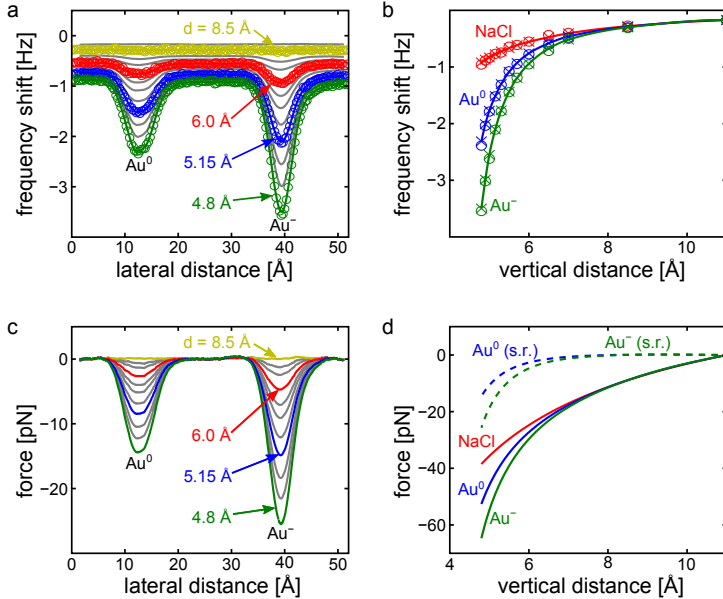 a
frequency shift [Hz]
0
−1
−2
−3
d = 8.5 Å
6.0 Å
5.15 Å
4.8 Å
Au⁰
Au⁻
0 10 20 30 40 50
lateral distance [Å]
b
frequency shift [Hz]
−1
−2
−3
NaCl
Au⁰
Au⁻
6 8 10
vertical distance [Å]
c
force [pN]
0
−10
−20
d = 8.5 Å
6.0 Å
5.15 Å
4.8 Å
Au⁰
Au⁻
0 10 20 30 40 50
lateral distance [Å]
d
force [pN]
0
−20
−40
−60
Au⁰ (s.r.)
Au⁻ (s.r.)
NaCl
Au⁰
Au⁻
4 6 8 10
vertical distance [Å]